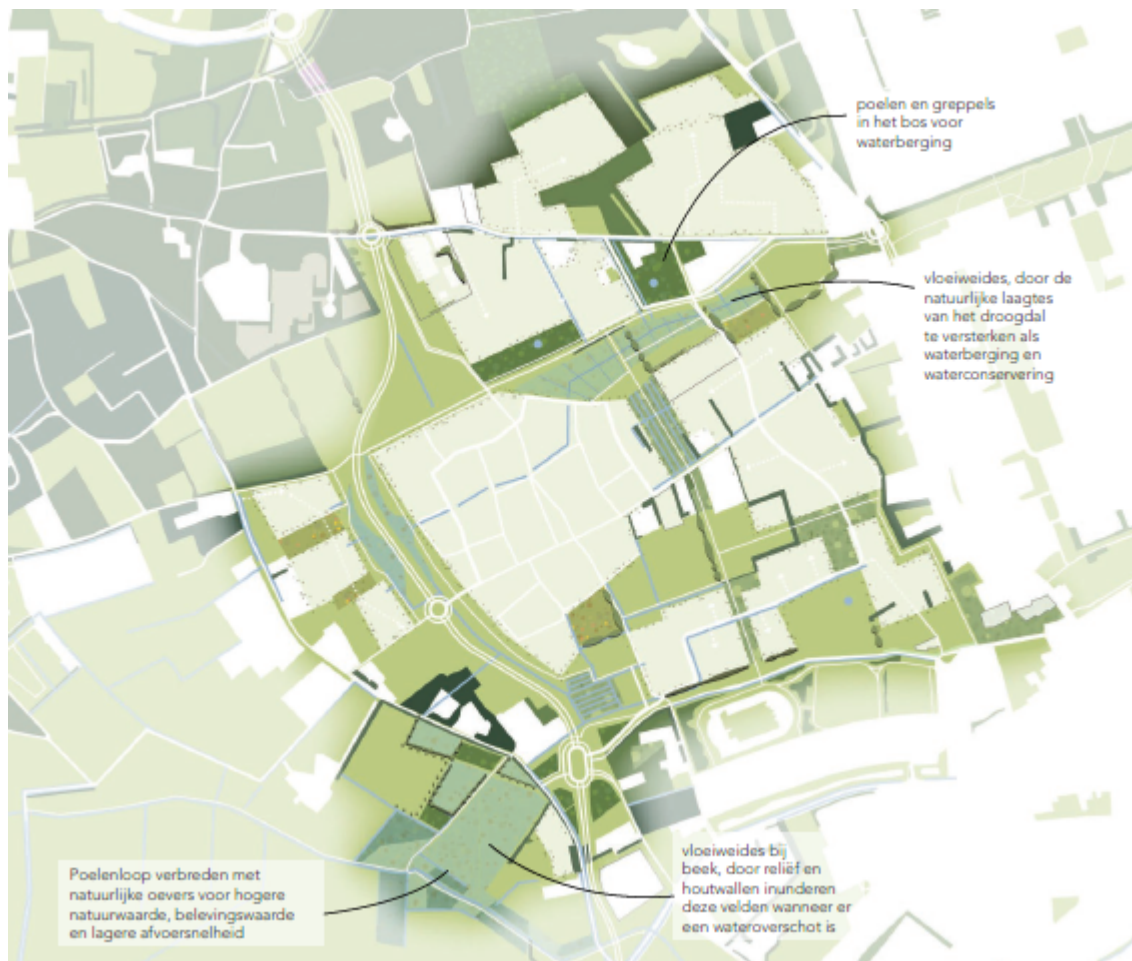 poelen en greppels
in het bos voor
waterberging
vloeiweides, door de
natuurlijke laagtes
van het droogdal
te versterken als
waterberging en
waterconservering
Poelenloop verbreden met
natuurlijke oevers voor hogere
natuurwaarde, belevingswaarde
en lagere afvoersnelheid
vloeiweides bij
beek, door reliëf en
houtwallen inunderen
deze velden wanneer er
een wateroverschot is